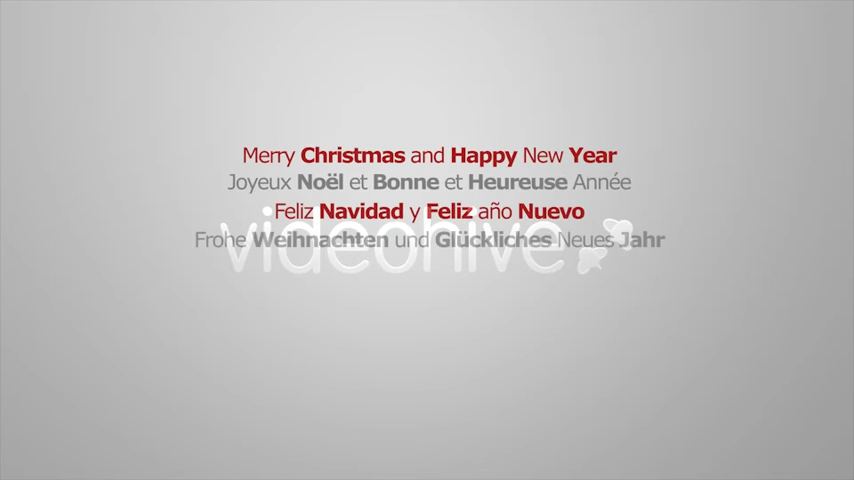 Merry Christmas and Happy New Year
Joyeux Noël et Bonne et Heureuse Année
Feliz Navidad y Feliz año Nuevo
Frohe Weihnachten und Glückliches Neues Jahr
videohive